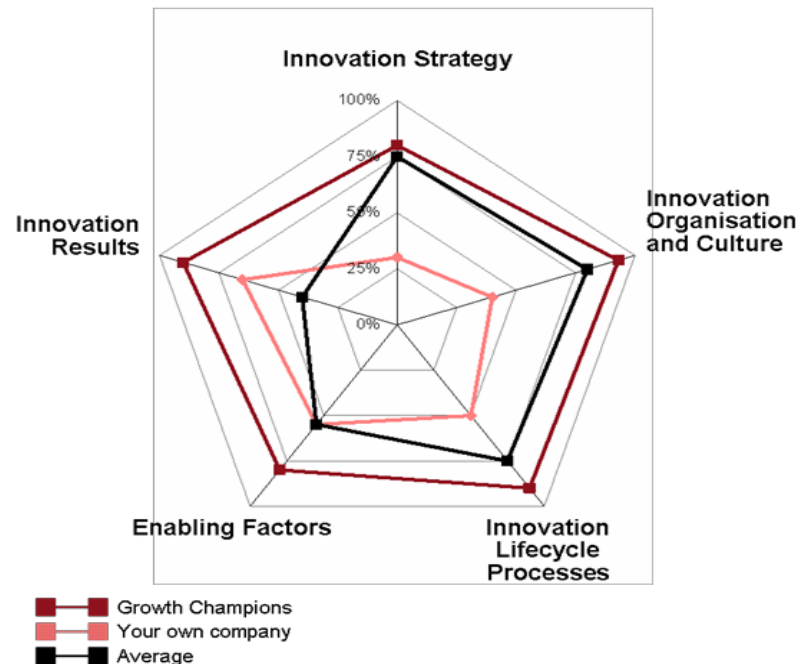 Innovation Strategy
100%
75%
50%
25%
0%
Innovation
Organisation
and Culture
Innovation
Results
Enabling Factors
Innovation
Lifecycle
Processes
Growth Champions
Your own company
Average